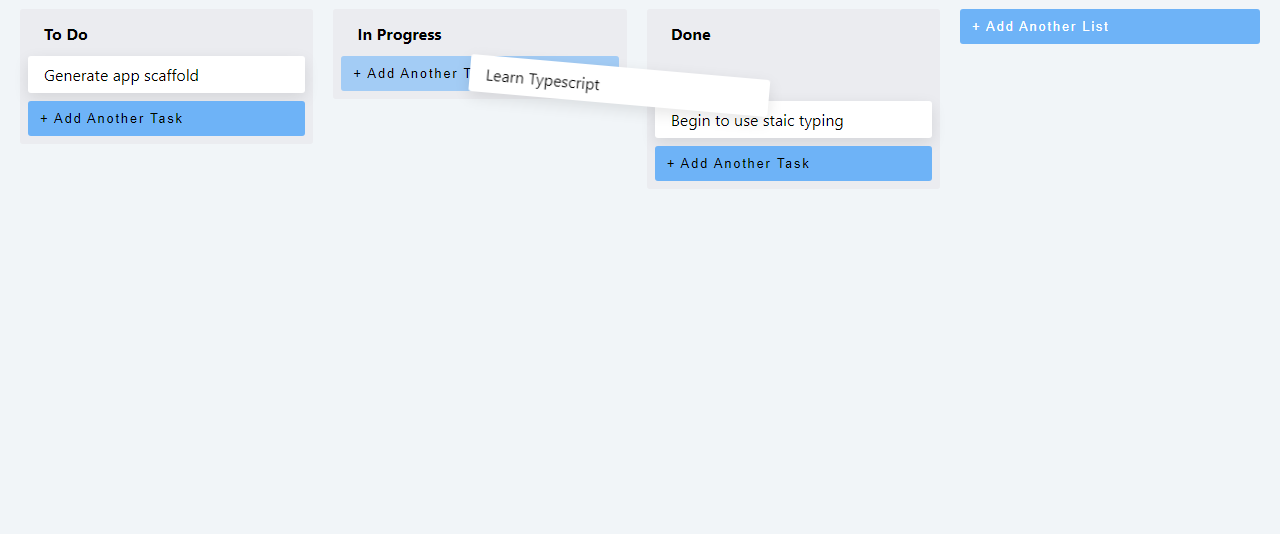 To Do
Generate app scaffold
+ Add Another Task
In Progress
+ Add Another T
Learn Typescript
Done
Begin to use staic typing
+ Add Another Task
+ Add Another List